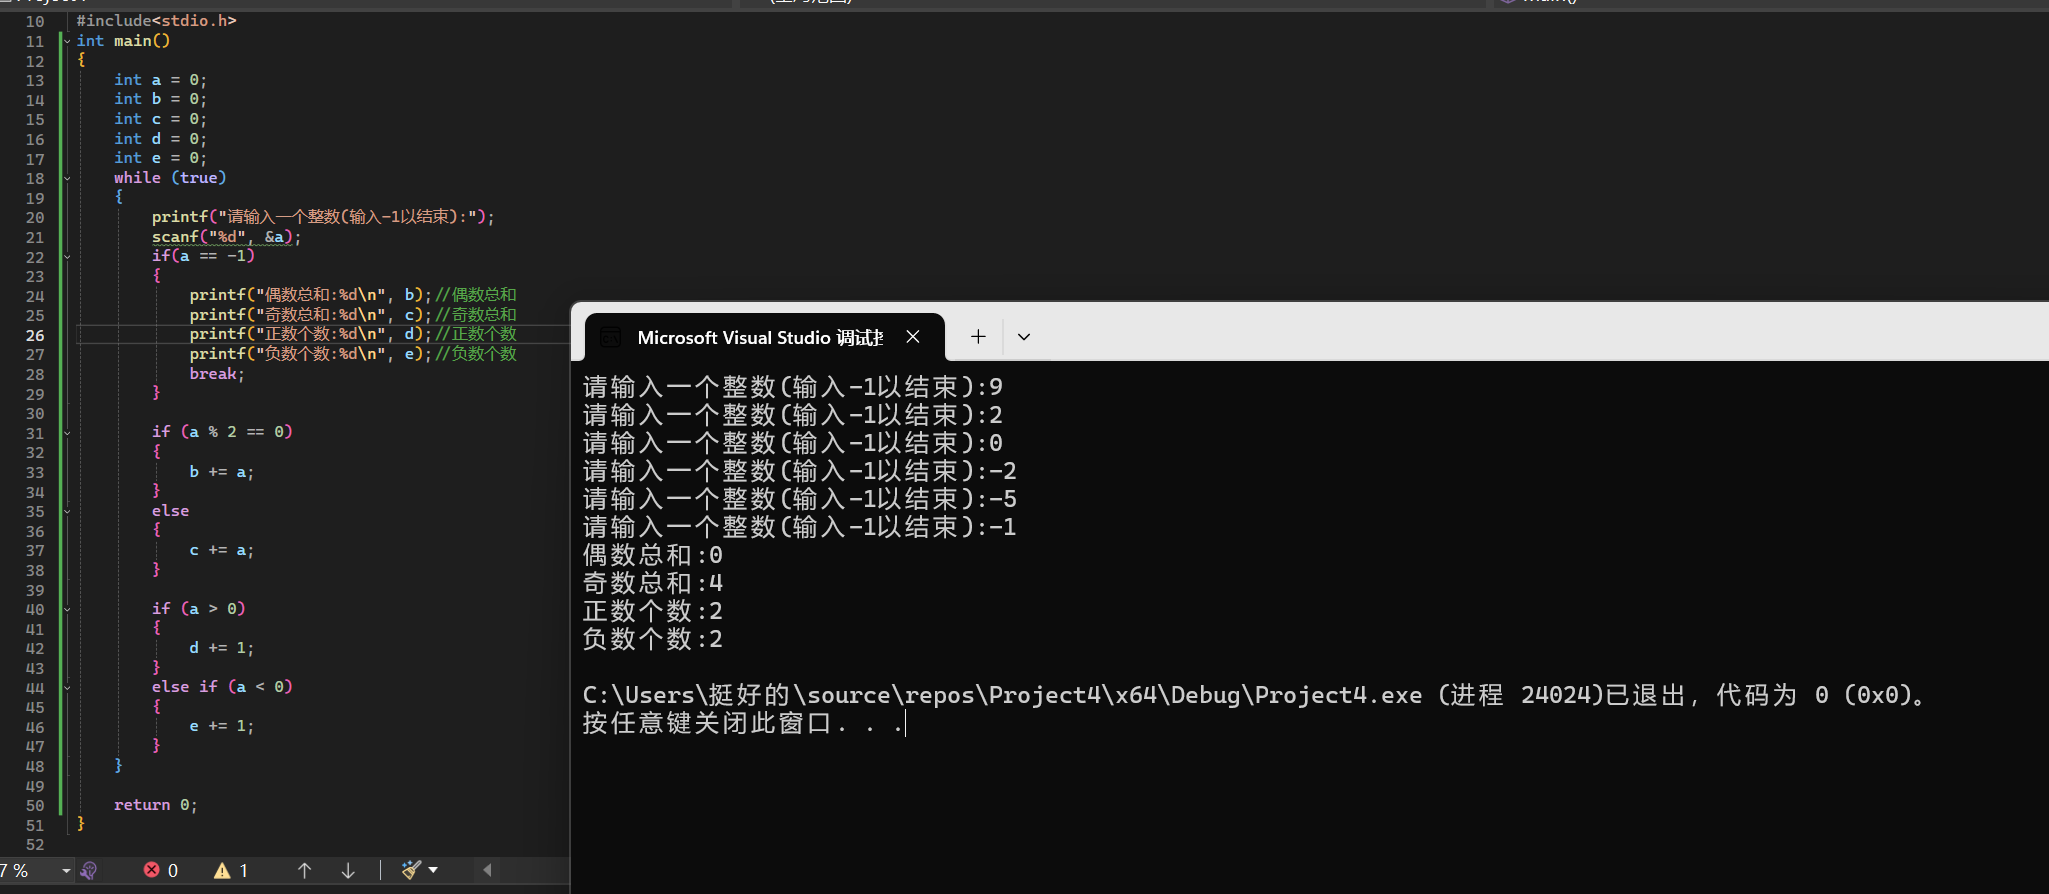 10 #include<stdio.h>
11 int main()
12 {
13 int a = 0;
14 int b = 0;
15 int c = 0;
16 int d = 0;
17 int e = 0;
18 while (true)
19 {
20 printf("请输入一个整数(输入-1以结束):");
21 scanf("%d", &a);
22 if(a == -1)
23 {
24 printf("偶数总和:%d\n", b);//偶数总和
25 printf("奇数总和:%d\n", c);//奇数总和
26 printf("正数个数:%d\n", d);//正数个数
27 printf("负数个数:%d\n", e);//负数个数
28 break;
29 }
30
31 if (a % 2 == 0)
32 {
33 b += a;
34 }
35 else
36 {
37 c += a;
38 }
39
40 if (a > 0)
41 {
42 d += 1;
43 }
44 else if (a < 0)
45 {
46 e += 1;
47 }
48 }
49
50 return 0;
51 }
52
7 %
0
1
Microsoft Visual Studio 调试
请输入一个整数(输入-1以结束):9
请输入一个整数(输入-1以结束):2
请输入一个整数(输入-1以结束):0
请输入一个整数(输入-1以结束):-2
请输入一个整数(输入-1以结束):-5
请输入一个整数(输入-1以结束):-1
偶数总和:0
奇数总和:4
正数个数:2
负数个数:2
C:\Users\挺好的\source\repos\Project4\x64\Debug\Project4.exe (进程 24024)已退出，代码为 0 (0x0)。
按任意键关闭此窗口. . .